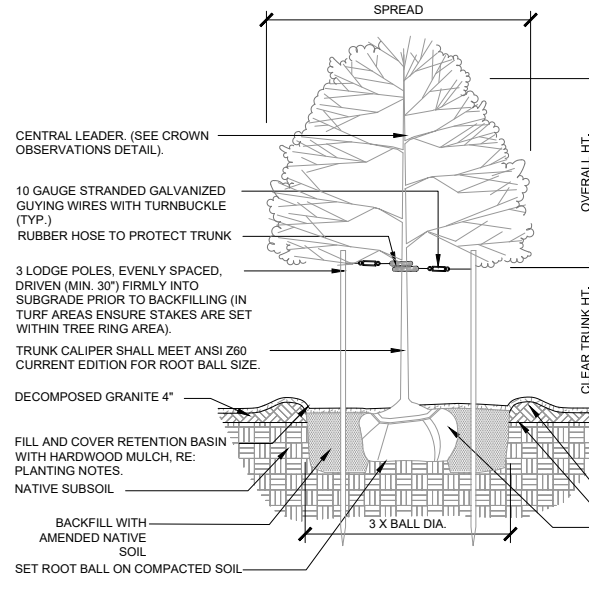 SPREAD
CENTRAL LEADER. (SEE CROWN
OBSERVATIONS DETAIL).
10 GAUGE STRANDED GALVANIZED
GUYING WIRES WITH TURNBUCKLE
(TYP.)
RUBBER HOSE TO PROTECT TRUNK
3 LODGE POLES, EVENLY SPACED,
DRIVEN (MIN. 30") FIRMLY INTO
SUBGRADE PRIOR TO BACKFILLING (IN
TURF AREAS ENSURE STAKES ARE SET
WITHIN TREE RING AREA).
TRUNK CALIPER SHALL MEET ANSI Z60
CURRENT EDITION FOR ROOT BALL SIZE.
DECOMPOSED GRANITE 4"
FILL AND COVER RETENTION BASIN
WITH HARDWOOD MULCH, RE:
PLANTING NOTES.
NATIVE SUBSOIL
BACKFILL WITH
AMENDED NATIVE
SOIL
SET ROOT BALL ON COMPACTED SOIL
3 X BALL DIA.
OVERALL HT.
CLEAR TRUNK HT.